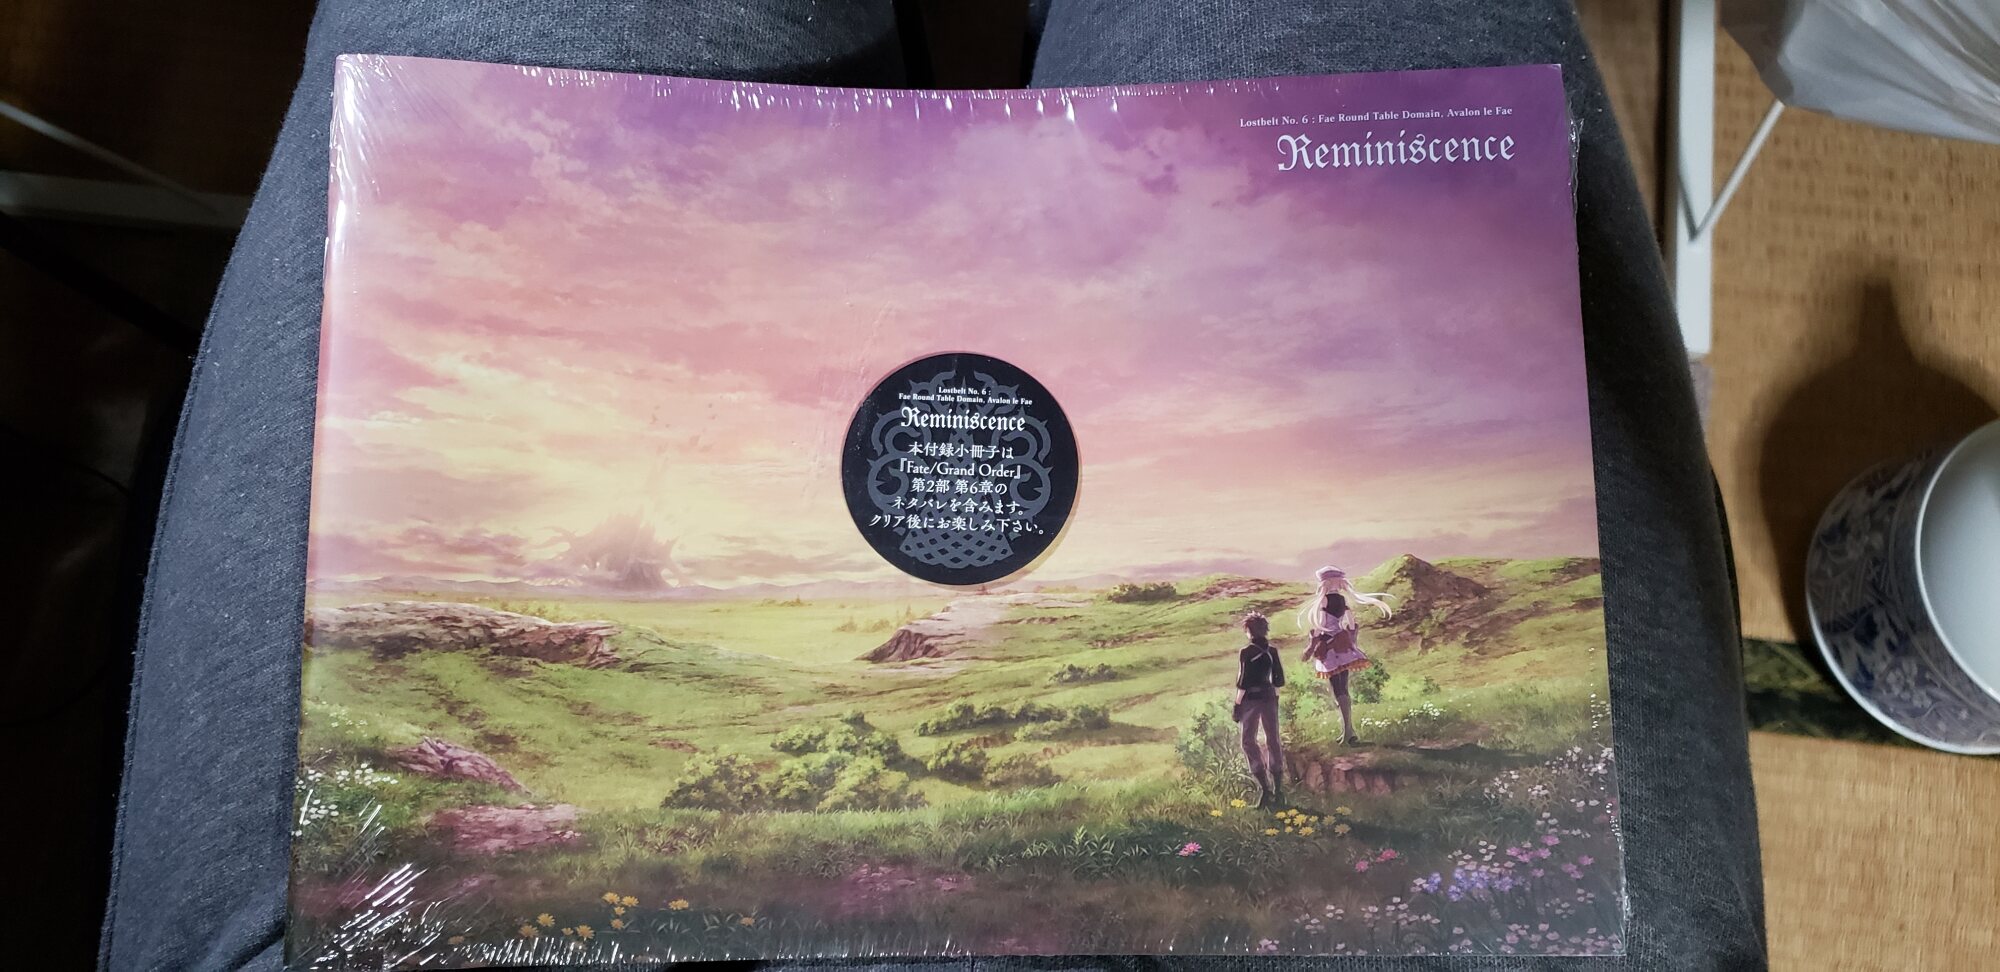 Lostbelt No. 6 : Fae Round Table Domain, Avalon le Fae
Reminiscence
Lostbelt No. 6 :
Fae Round Table Domain, Avalon le Fae
Reminiscence
本付録小冊子は
『Fate/Grand Order』
第2部 第6章の
ネタバレを含みます。
クリア後にお楽しみ下さい。